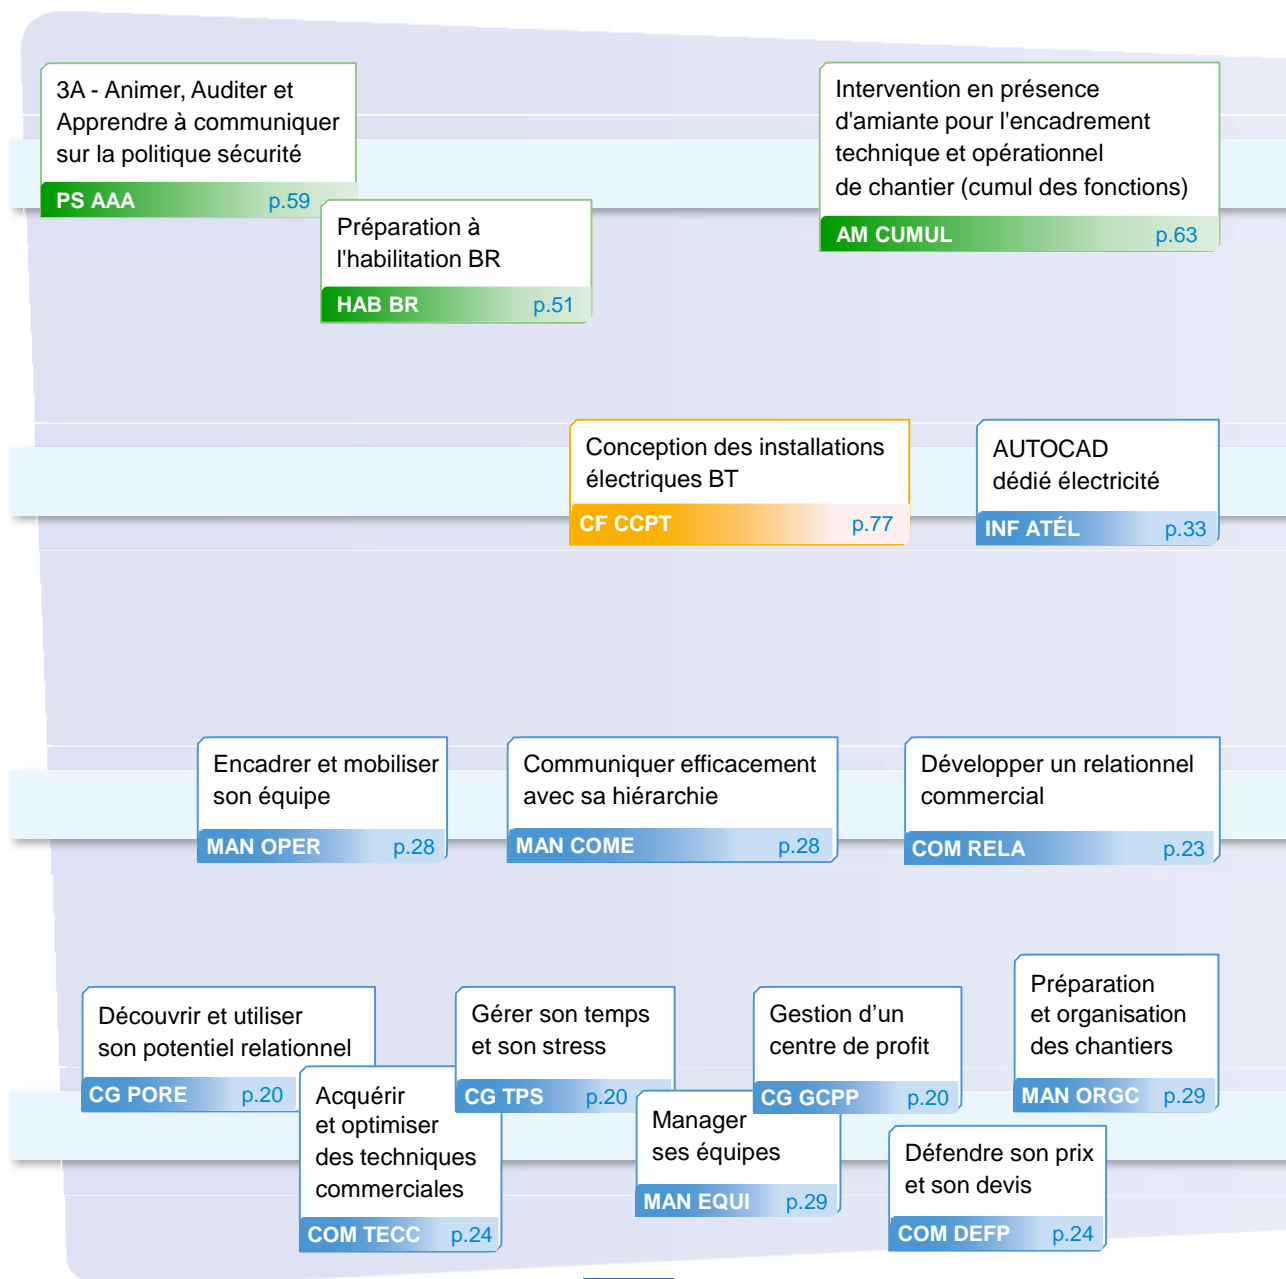 3A - Animer, Auditer et
Apprendre à communiquer
sur la politique sécurité
PS AAA p.59
Préparation à
l'habilitation BR
HAB BR p.51
Intervention en présence
d'amiante pour l'encadrement
technique et opérationnel
de chantier (cumul des fonctions)
AM CUMUL p.63
Conception des installations
électriques BT
CF CCPT p.77
AUTOCAD
dédié électricité
INF ATÉL p.33
Encadrer et mobiliser
son équipe
MAN OPER p.28
Communiquer efficacement
avec sa hiérarchie
MAN COME p.28
Développer un relationnel
commercial
COM RELA p.23
Découvrir et utiliser
son potentiel relationnel
CG PORE p.20
Acquérir
et optimiser
des techniques
commerciales
COM TECC p.24
Gérer son temps
et son stress
CG TPS p.20
Manager
ses équipes
MAN EQUI p.29
Gestion d’un
centre de profit
CG GCPP p.20
Défendre son prix
et son devis
COM DEFP p.24
Préparation
et organisation
des chantiers
MAN ORGC p.29